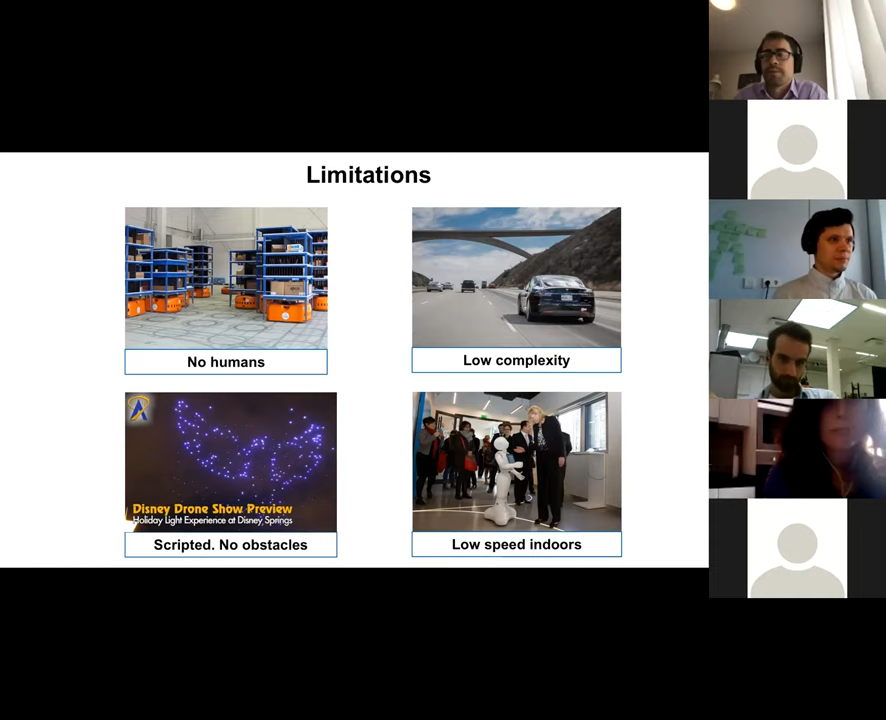 Limitations
No humans
Low complexity
Disney Drone Show Preview
Holiday Light Experience at Disney Springs
Scripted. No obstacles
Low speed indoors